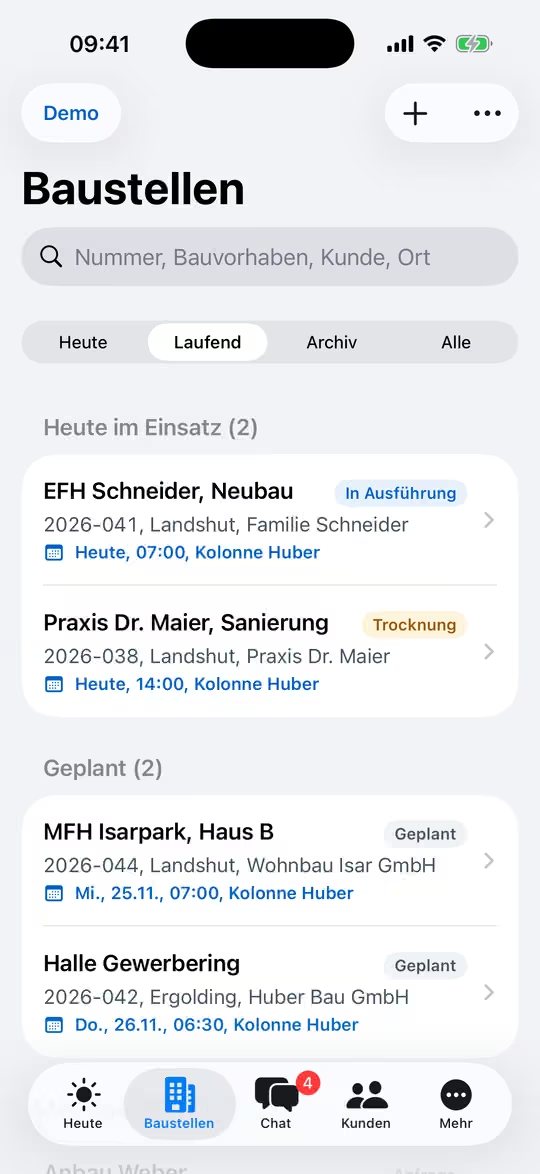 09:41
Demo
Baustellen
Nummer, Bauvorhaben, Kunde, Ort
Heute Laufend Archiv Alle
Heute im Einsatz (2)
EFH Schneider, Neubau In Ausführung
2026-041, Landshut, Familie Schneider
Heute, 07:00, Kolonne Huber
Praxis Dr. Maier, Sanierung Trocknung
2026-038, Landshut, Praxis Dr. Maier
Heute, 14:00, Kolonne Huber
Geplant (2)
MFH Isarpark, Haus B Geplant
2026-044, Landshut, Wohnbau Isar GmbH
Mi., 25.11., 07:00, Kolonne Huber
Halle Gewerbering Geplant
2026-042, Ergolding, Huber Bau GmbH
Do., 26.11., 06:30, Kolonne Huber
4
Heute Baustellen Chat Kunden Mehr
Anbau Weber